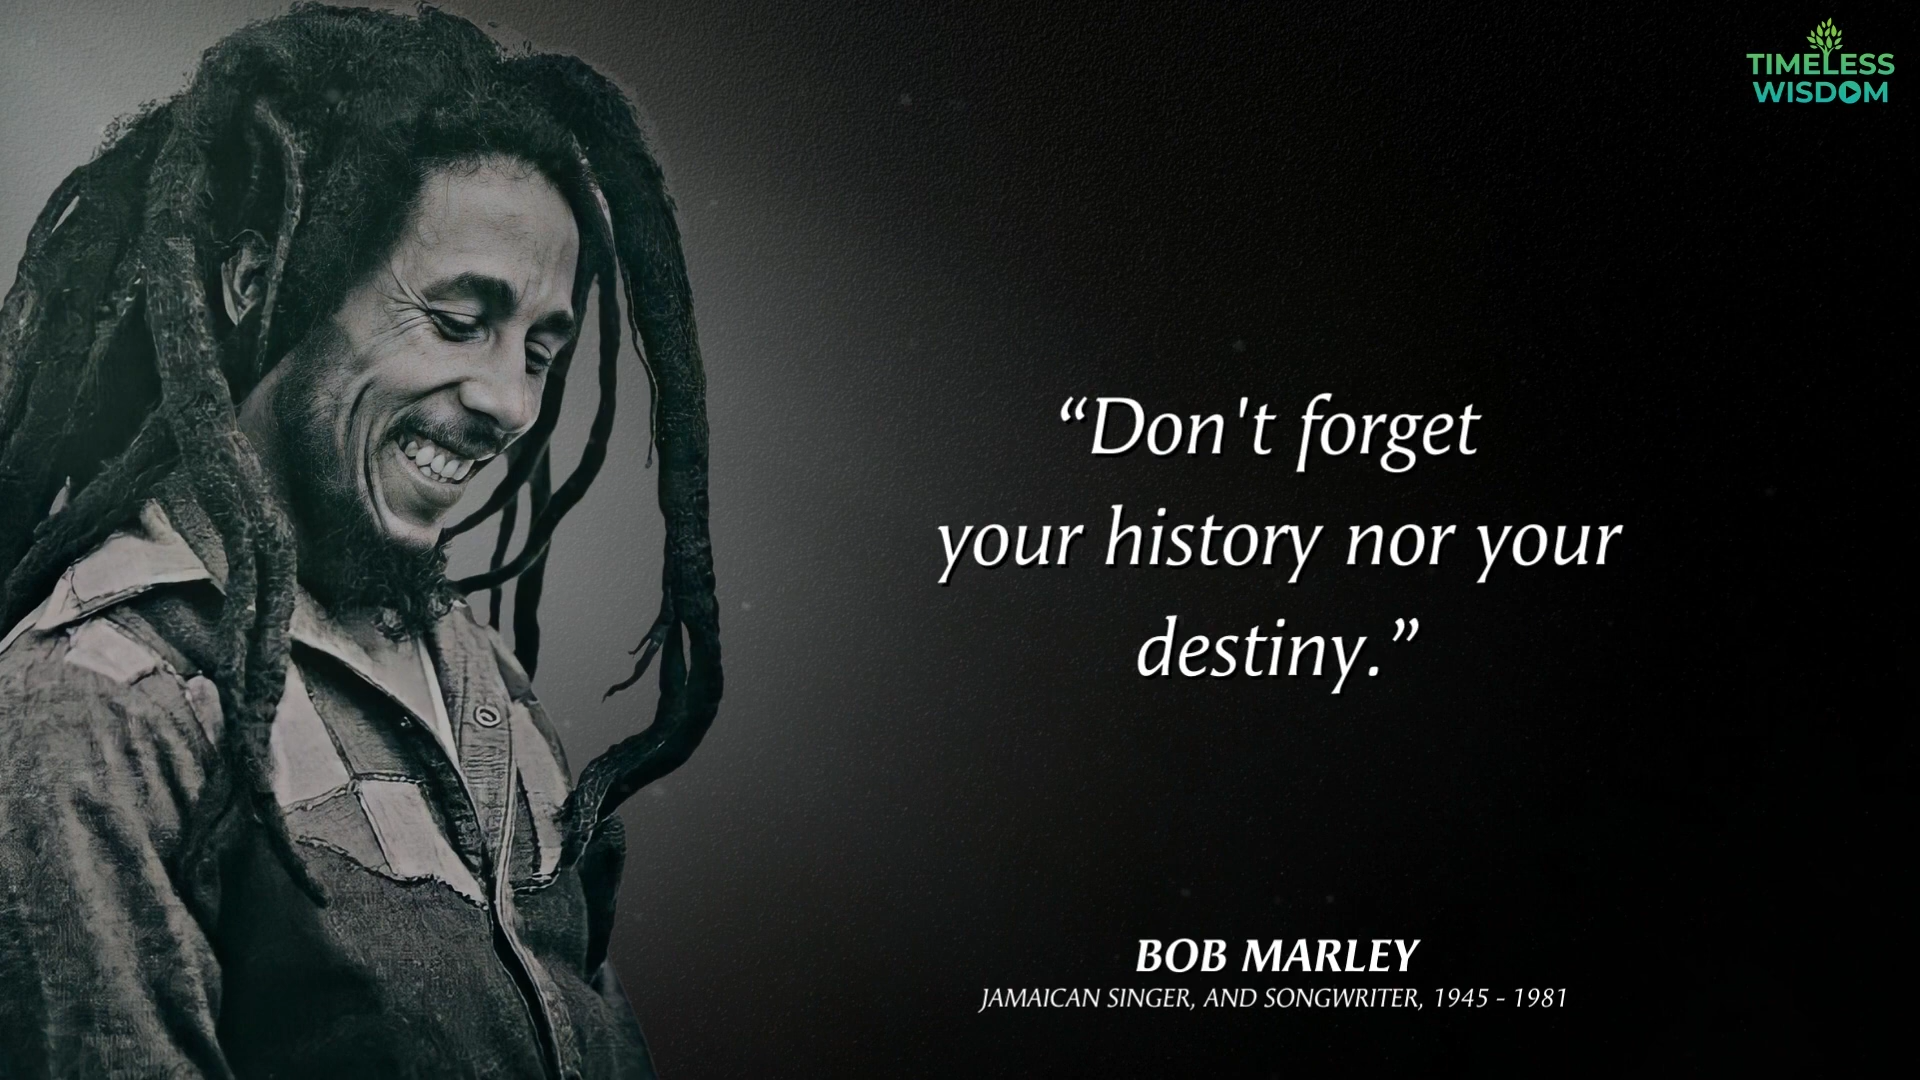 TIMELESS
WISDOM
“Don't forget
your history nor your
destiny.”
BOB MARLEY
JAMAICAN SINGER, AND SONGWRITER, 1945 - 1981